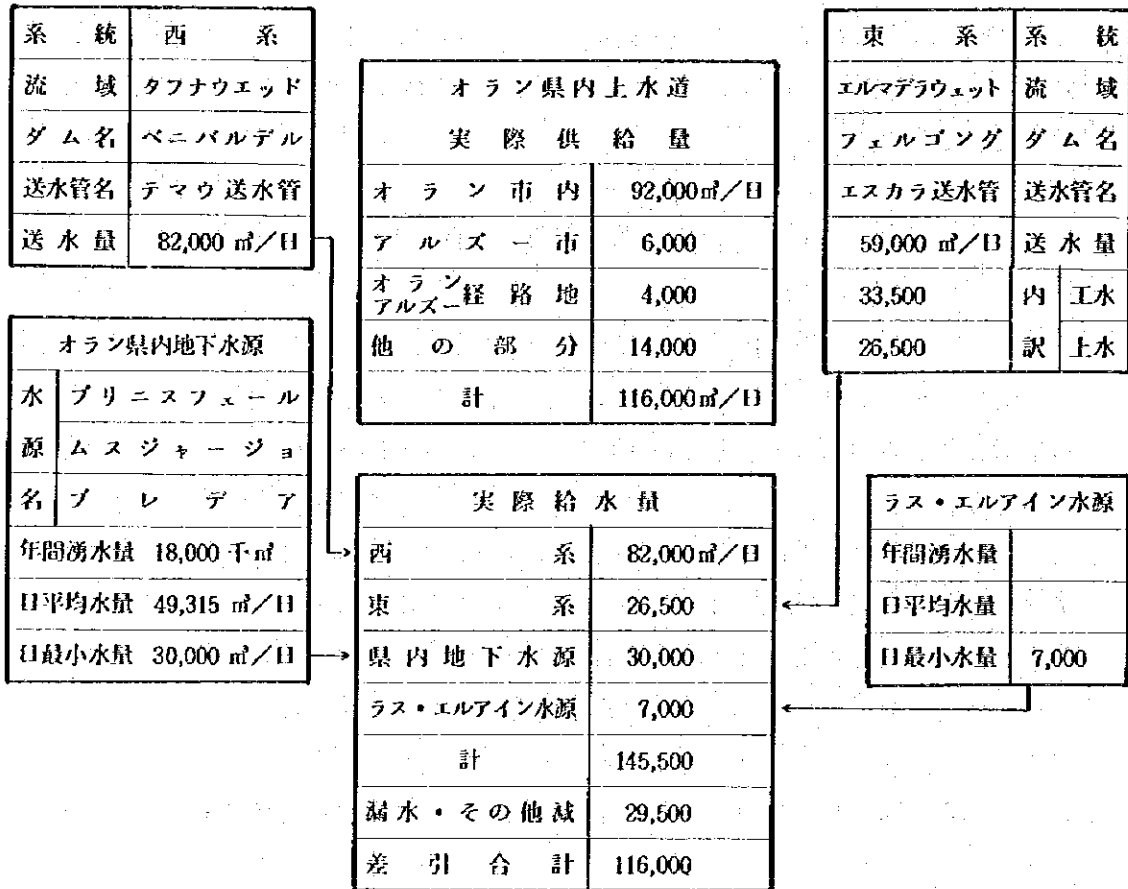 系統 西系
流域 タフナウエッド
ダム名 ベニバルデル
送水管名 テマウ送水管
送水量 82,000 ㎥/日
オラン県内地下水源
水源名
ブリニスフェール
ムスジャージョ
ブレデア
年間湧水量 18,000 千㎥
日平均水量 49,315 ㎥/日
日最小水量 30,000 ㎥/日
オラン県内上水道
実際供給量
オラン市内 92,000㎥/日
アルズー市 6,000
オランアルズー経路地 4,000
他の部分 14,000
計 116,000㎥/日
実際給水量
西系 82,000㎥/日
東系 26,500
県内地下水源 30,000
ラス・エルアイン水源 7,000
計 145,500
漏水・その他減 29,500
差引合計 116,000
東系 系統
エルマデラウェット 流域
フェルゴング ダム名
エスカラ送水管 送水管名
59,000 ㎥/日 送水量
33,500 内訳 工水
26,500 上水
ラス・エルアイン水源
年間湧水量
日平均水量
日最小水量 7,000